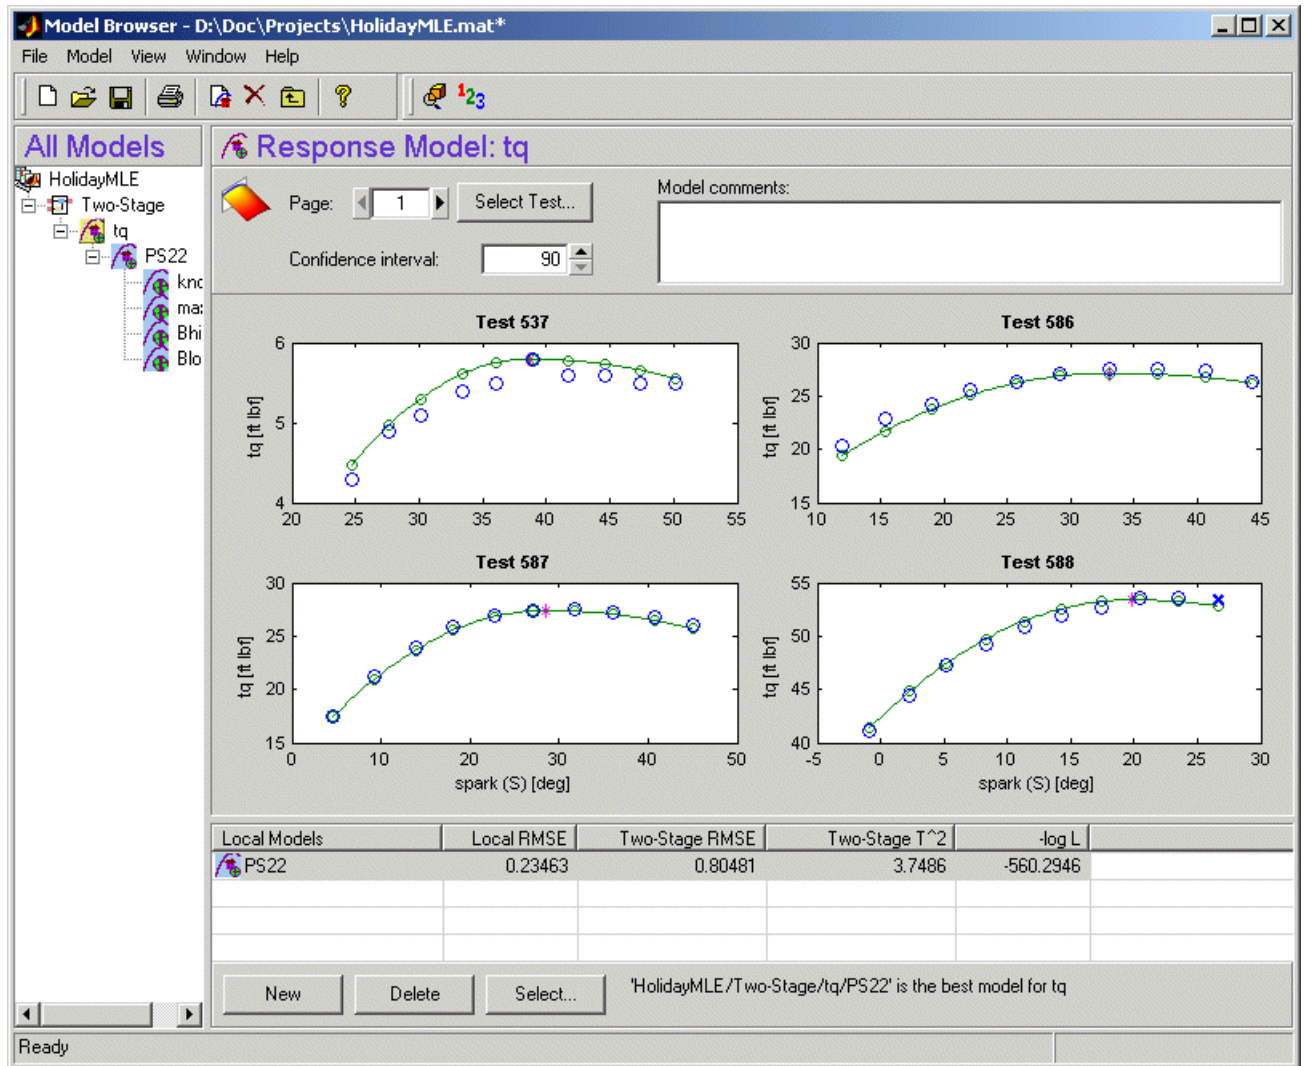 Model Browser - D:\Doc\Projects\HolidayMLE.mat*
File Model View Window Help
1 2 3
All Models
Response Model: tq
HolidayMLE
Two-Stage
tq
PS22
kno
Bhi
Blo
Page: 1 Select Test...
Model comments:
Confidence interval: 90
Test 537
6
5
4
tq [ft lbf]
20 25 30 35 40 45 50 55
Test 586
30
25
20
15
tq [ft lbf]
10 15 20 25 30 35 40 45
Test 587
30
25
20
15
tq [ft lbf]
0 10 20 30 40 50
spark (S) [deg]
Test 588
55
50
45
40
tq [ft lbf]
-5 0 5 10 15 20 25 30
spark (S) [deg]
Local Models Local RMSE Two-Stage RMSE Two-Stage T^2 -log L
PS22 0.23463 0.80481 3.7486 -560.2946
New Delete Select... 'HolidayMLE/Two-Stage/tq/PS22' is the best model for tq
Ready